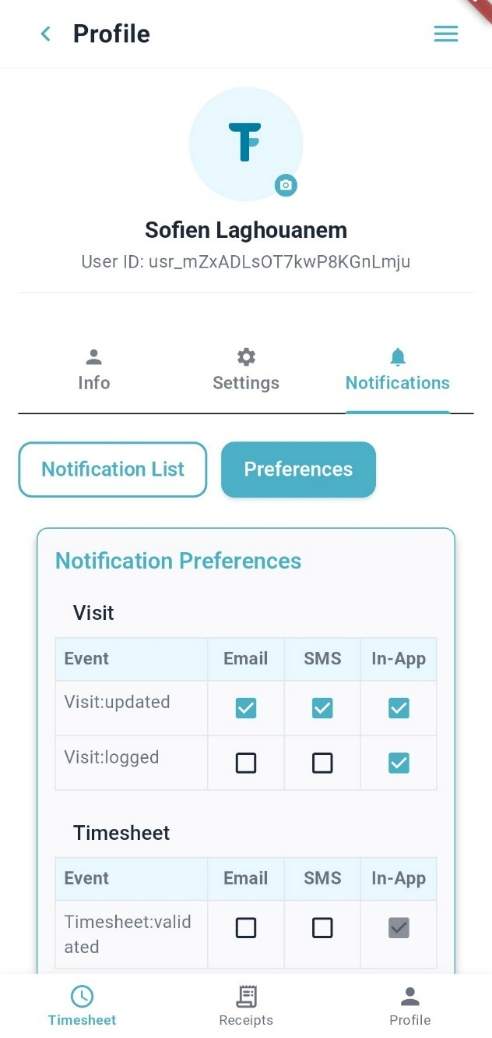 Profile
Sofien Laghouanem
User ID: usr_mZxADLsOT7kwP8KGnLmju
Info Settings Notifications
Notification List Preferences
Notification Preferences
Visit
Event Email SMS In-App
Visit:updated
Visit:logged
Timesheet
Event Email SMS In-App
Timesheet:valid
ated
Timesheet Receipts Profile